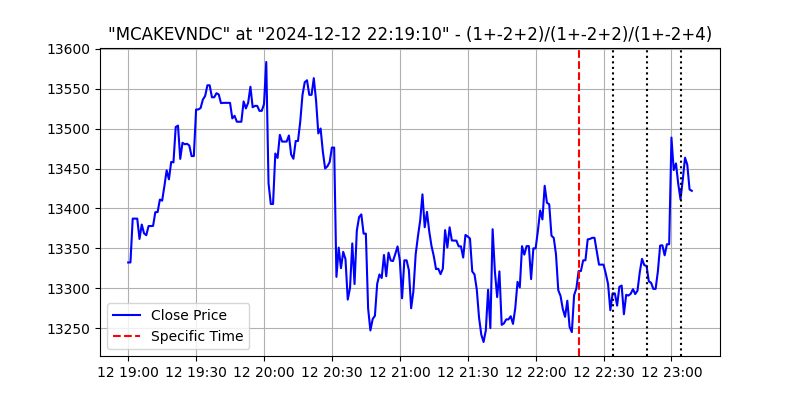 "MCAKEVNDC" at "2024-12-12 22:19:10" - (1+-2+2)/(1+-2+2)/(1+-2+4)
13600
13550
13500
13450
13400
13350
13300
13250
Close Price
Specific Time
12 19:00 12 19:30 12 20:00 12 20:30 12 21:00 12 21:30 12 22:00 12 22:30 12 23:00